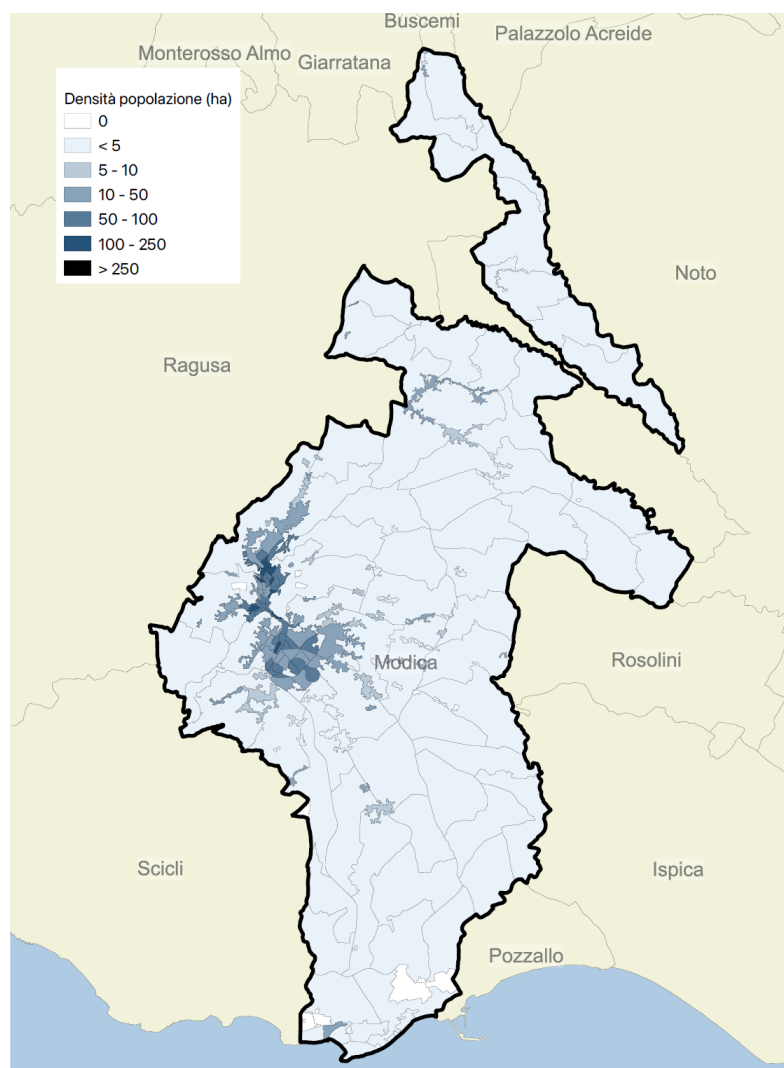 Buscemi
Palazzolo Acreide
Monterosso Almo
Giarratana
Densità popolazione (ha)
0
< 5
5 - 10
10 - 50
50 - 100
100 - 250
> 250
Noto
Ragusa
Modica
Rosolini
Scicli
Ispica
Pozzallo